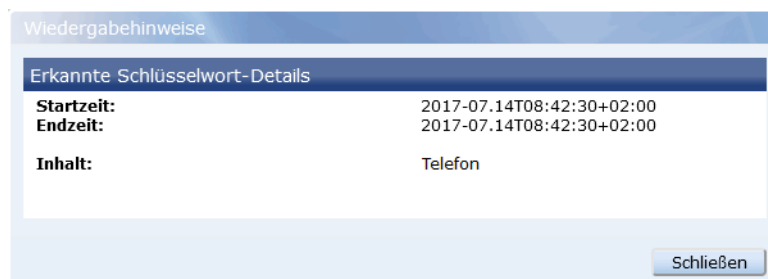 Wiedergabehinweise
Erkannte Schlüsselwort-Details
Startzeit: 2017-07.14T08:42:30+02:00
Endzeit: 2017-07.14T08:42:30+02:00
Inhalt: Telefon
Schließen